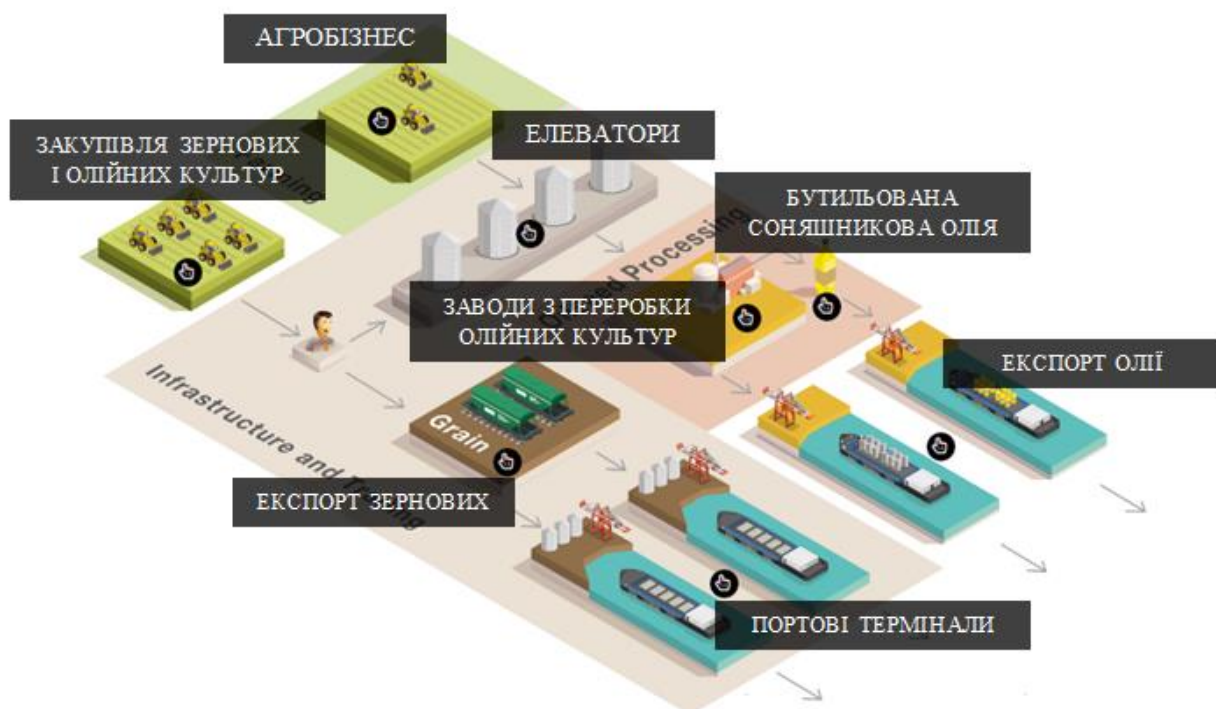 АГРОБІЗНЕС
ЗАКУПІВЛЯ ЗЕРНОВИХ
І ОЛІЙНИХ КУЛЬТУР
ЕЛЕВАТОРИ
БУТИЛЬОВАНА
СОНЯШНИКОВА ОЛІЯ
Processing
ЗАВОДИ З ПЕРЕРОБКИ
ОЛІЙНИХ КУЛЬТУР
ЕКСПОРТ ОЛІЇ
Infrastructure and
Grain
ЕКСПОРТ ЗЕРНОВИХ
ПОРТОВІ ТЕРМІНАЛИ